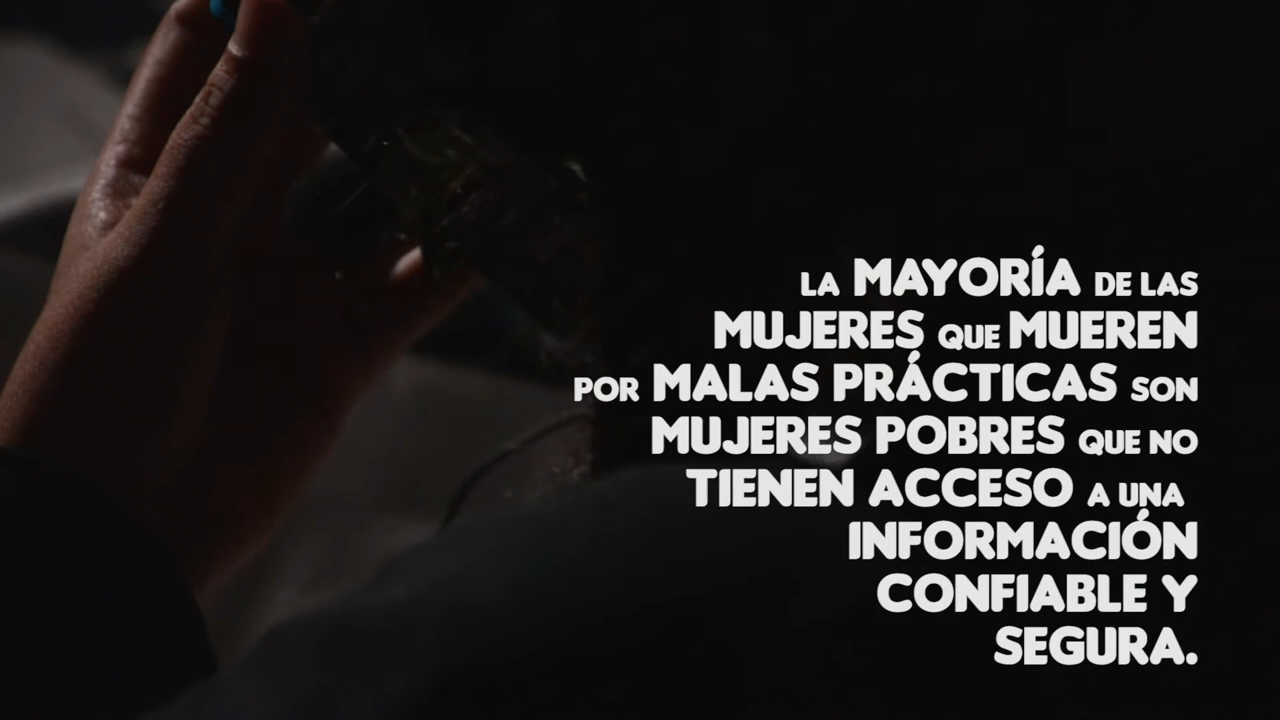 LA MAYORÍA DE LAS
MUJERES QUE MUEREN
POR MALAS PRÁCTICAS SON
MUJERES POBRES QUE NO
TIENEN ACCESO A UNA
INFORMACIÓN
CONFIABLE Y
SEGURA.